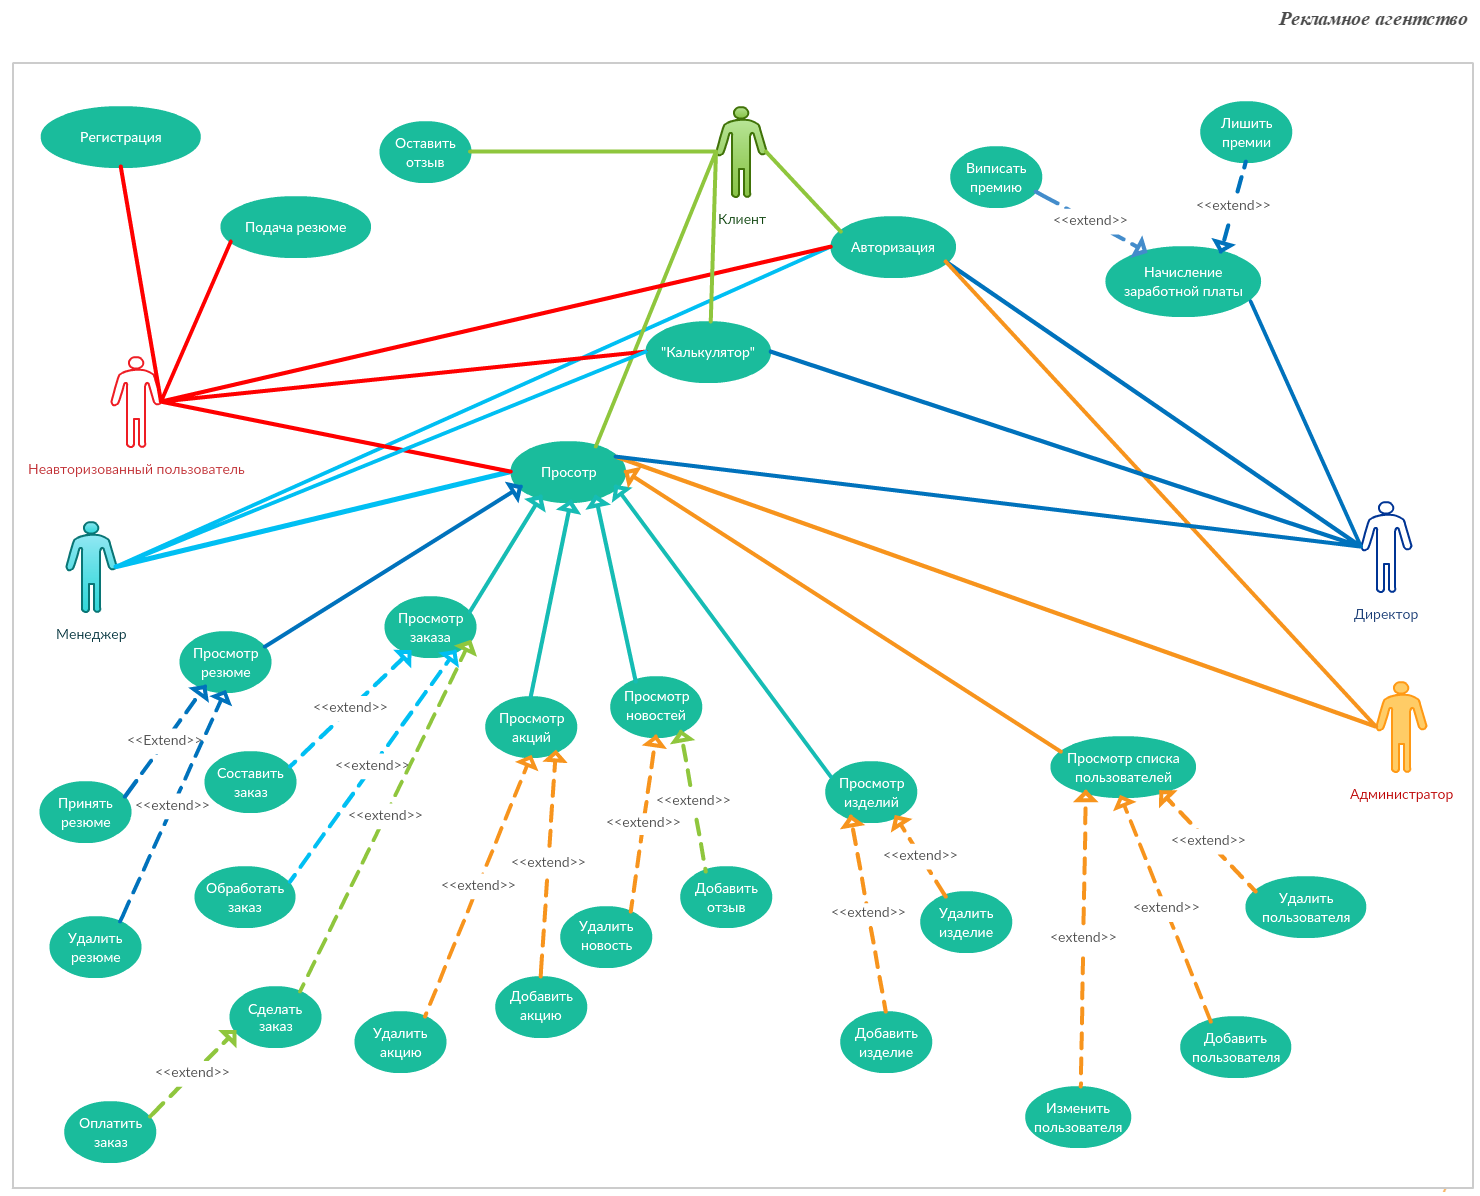 Рекламное агентство
Регистрация
Оставить
отзыв
Клиент
Виписать
премию
Лишить
премии
<<extend>>
<<extend>>
Подача резюме
Авторизация
Начисление
заработной платы
"Калькулятор"
Неавторизованный пользователь
Просотр
Менеджер
Директор
Просмотр
заказа
Просмотр
резюме
Просмотр
акций
Просмотр
новостей
<<extend>>
<<Extend>>
Просмотр списка
пользователей
Администратор
<<extend>>
Составить
заказ
Просмотр
изделий
Принять
резюме
<<extend>>
<<extend>>
<<extend>>
<<extend>>
<<extend>>
<<extend>>
<<extend>>
<<extend>>
Обработать
заказ
Добавить
отзыв
<<extend>>
<extend>>
Удалить
пользователя
Удалить
резюме
Удалить
новость
Удалить
изделие
<extend>>
Сделать
заказ
Добавить
акцию
Удалить
акцию
Добавить
изделие
Добавить
пользователя
<<extend>>
Оплатить
заказ
Изменить
пользователя